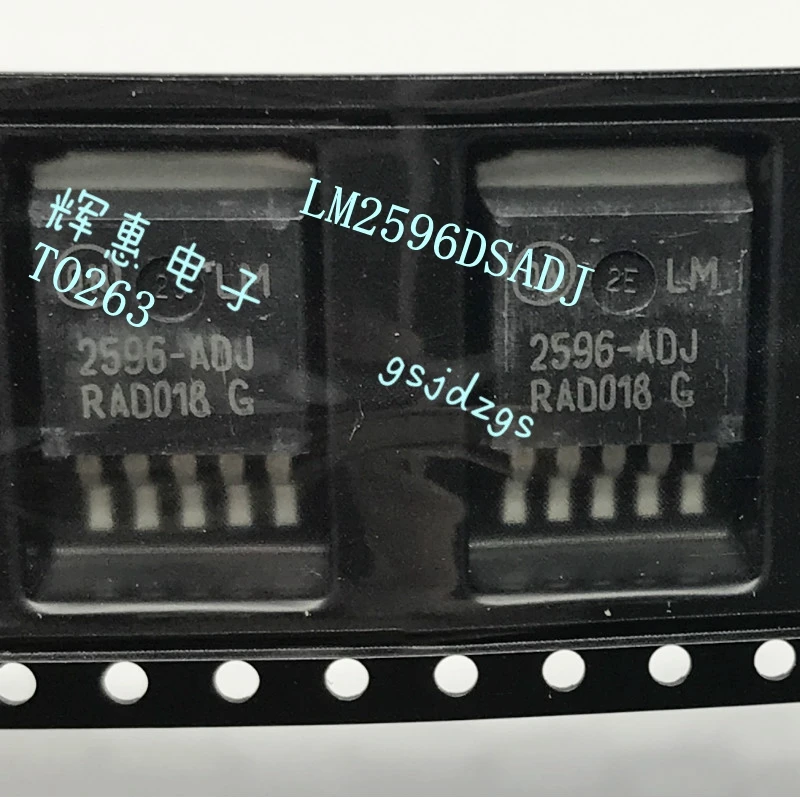 辉惠电子
TO263
LM2596DSADJ
gsjdzgs
LM
2596-ADJ
RAD018 G
2E LM
2596-ADJ
RAD018 G